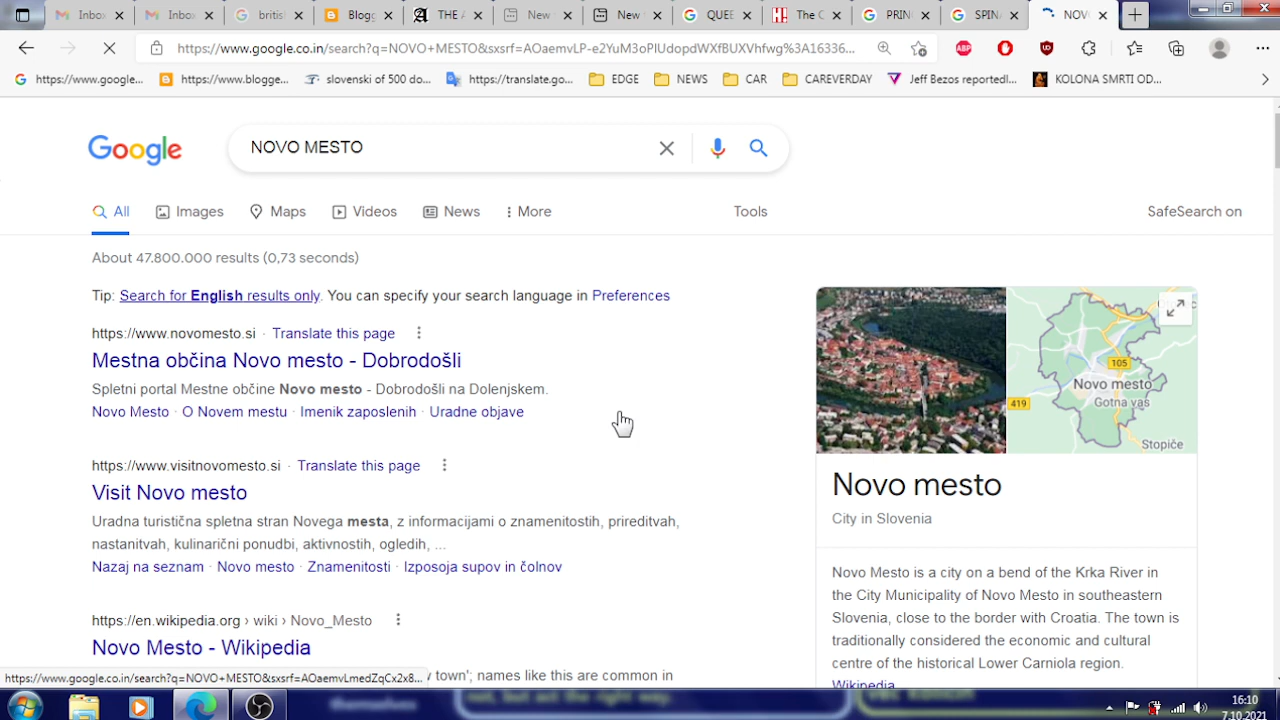 Inbox
Inbox
britis
Blogg
THE A
New
New
QUEE
The C
PRINC
SPINA
NOVO
https://www.google.co.in/search?q=NOVO+MESTO&sxsrf=AOaemvLP-e2YuM3oPIUdopdWXfBUXVhfwg%3A16336...
https://www.google...
https://www.blogge...
slovenski of 500 do...
https://translate.go...
EDGE
NEWS
CAR
CAREVERDAY
Jeff Bezos reportedl...
KOLONA SMRTI OD...
Google
NOVO MESTO
All
Images
Maps
Videos
News
More
Tools
SafeSearch on
About 47.800.000 results (0,73 seconds)
Tip: Search for English results only. You can specify your search language in Preferences
https://www.novomesto.si · Translate this page
Mestna občina Novo mesto - Dobrodošli
Spletni portal Mestne občine Novo mesto - Dobrodošli na Dolenjskem.
Novo Mesto · O Novem mestu · Imenik zaposlenih · Uradne objave
https://www.visitnovomesto.si · Translate this page
Visit Novo mesto
Uradna turistična spletna stran Novega mesta, z informacijami o znamenitostih, prireditvah,
nastanitvah, kulinarični ponudbi, aktivnostih, ogledih, ...
Nazaj na seznam · Novo mesto · Znamenitosti · Izposoja supov in čolnov
https://en.wikipedia.org › wiki › Novo_Mesto
Novo Mesto - Wikipedia
town'; names like this are common in
105
Novo mesto
Gotna vas
419
Stopiče
Novo mesto
City in Slovenia
Novo Mesto is a city on a bend of the Krka River in
the City Municipality of Novo Mesto in southeastern
Slovenia, close to the border with Croatia. The town is
traditionally considered the economic and cultural
centre of the historical Lower Carniola region.
Wikipedia
https://www.google.co.in/search?q=NOVO+MESTO&sxsrf=AOaemvLmedZqCx2x8...
themselves
16:10
7.10.2021